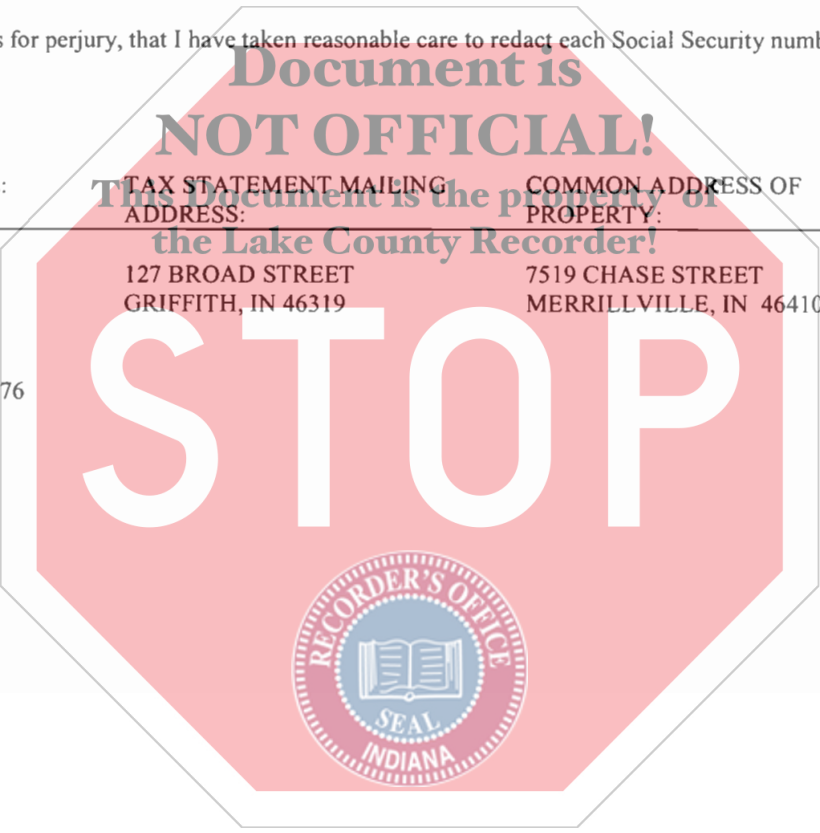 s for perjury, that I have taken reasonable care to redact each Social Security numb
Document is
NOT OFFICIAL!
This Document is the property of
the Lake County Recorder!
: TAX STATEMENT MAILING COMMON ADDRESS OF
ADDRESS: PROPERTY:
127 BROAD STREET 7519 CHASE STREET
GRIFFITH, IN 46319 MERRILLVILLE, IN 46410
76
STOP
RECORDER'S OFFICE
SEAL
INDIANA